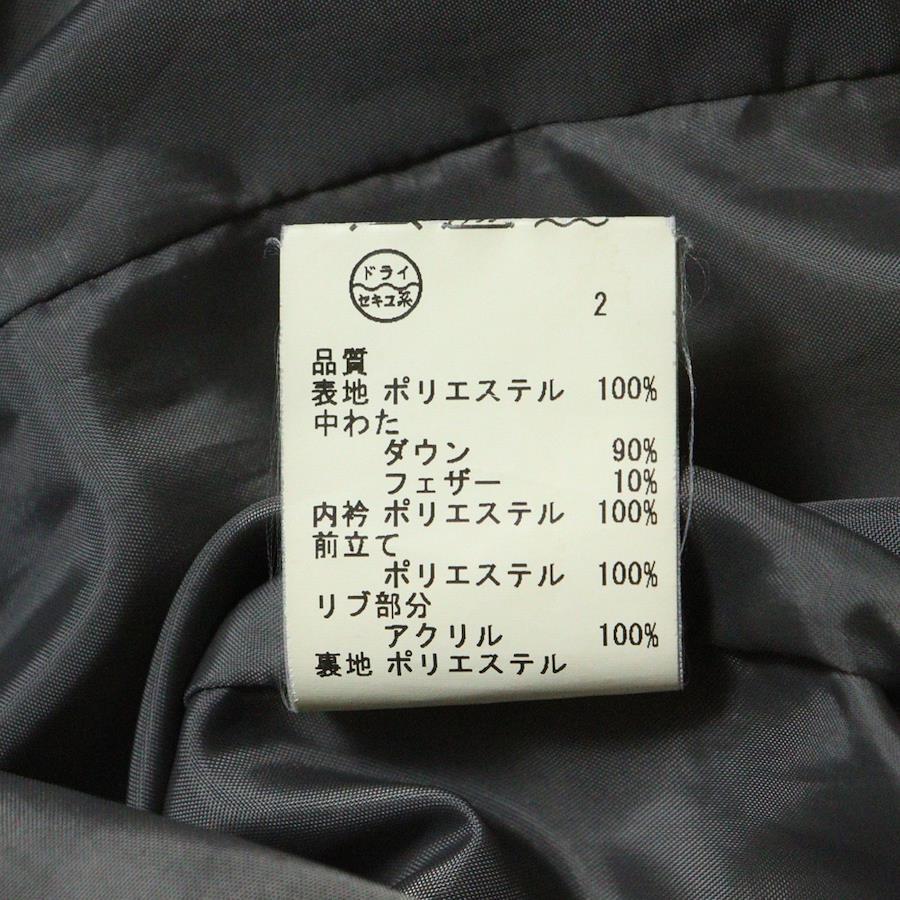 ドライ
セキユ系
2
品質
表地 ポリエステル 100%
中わた
ダウン 90%
フェザー 10%
内衿 ポリエステル 100%
前立て
ポリエステル 100%
リブ部分
アクリル 100%
裏地 ポリエステル